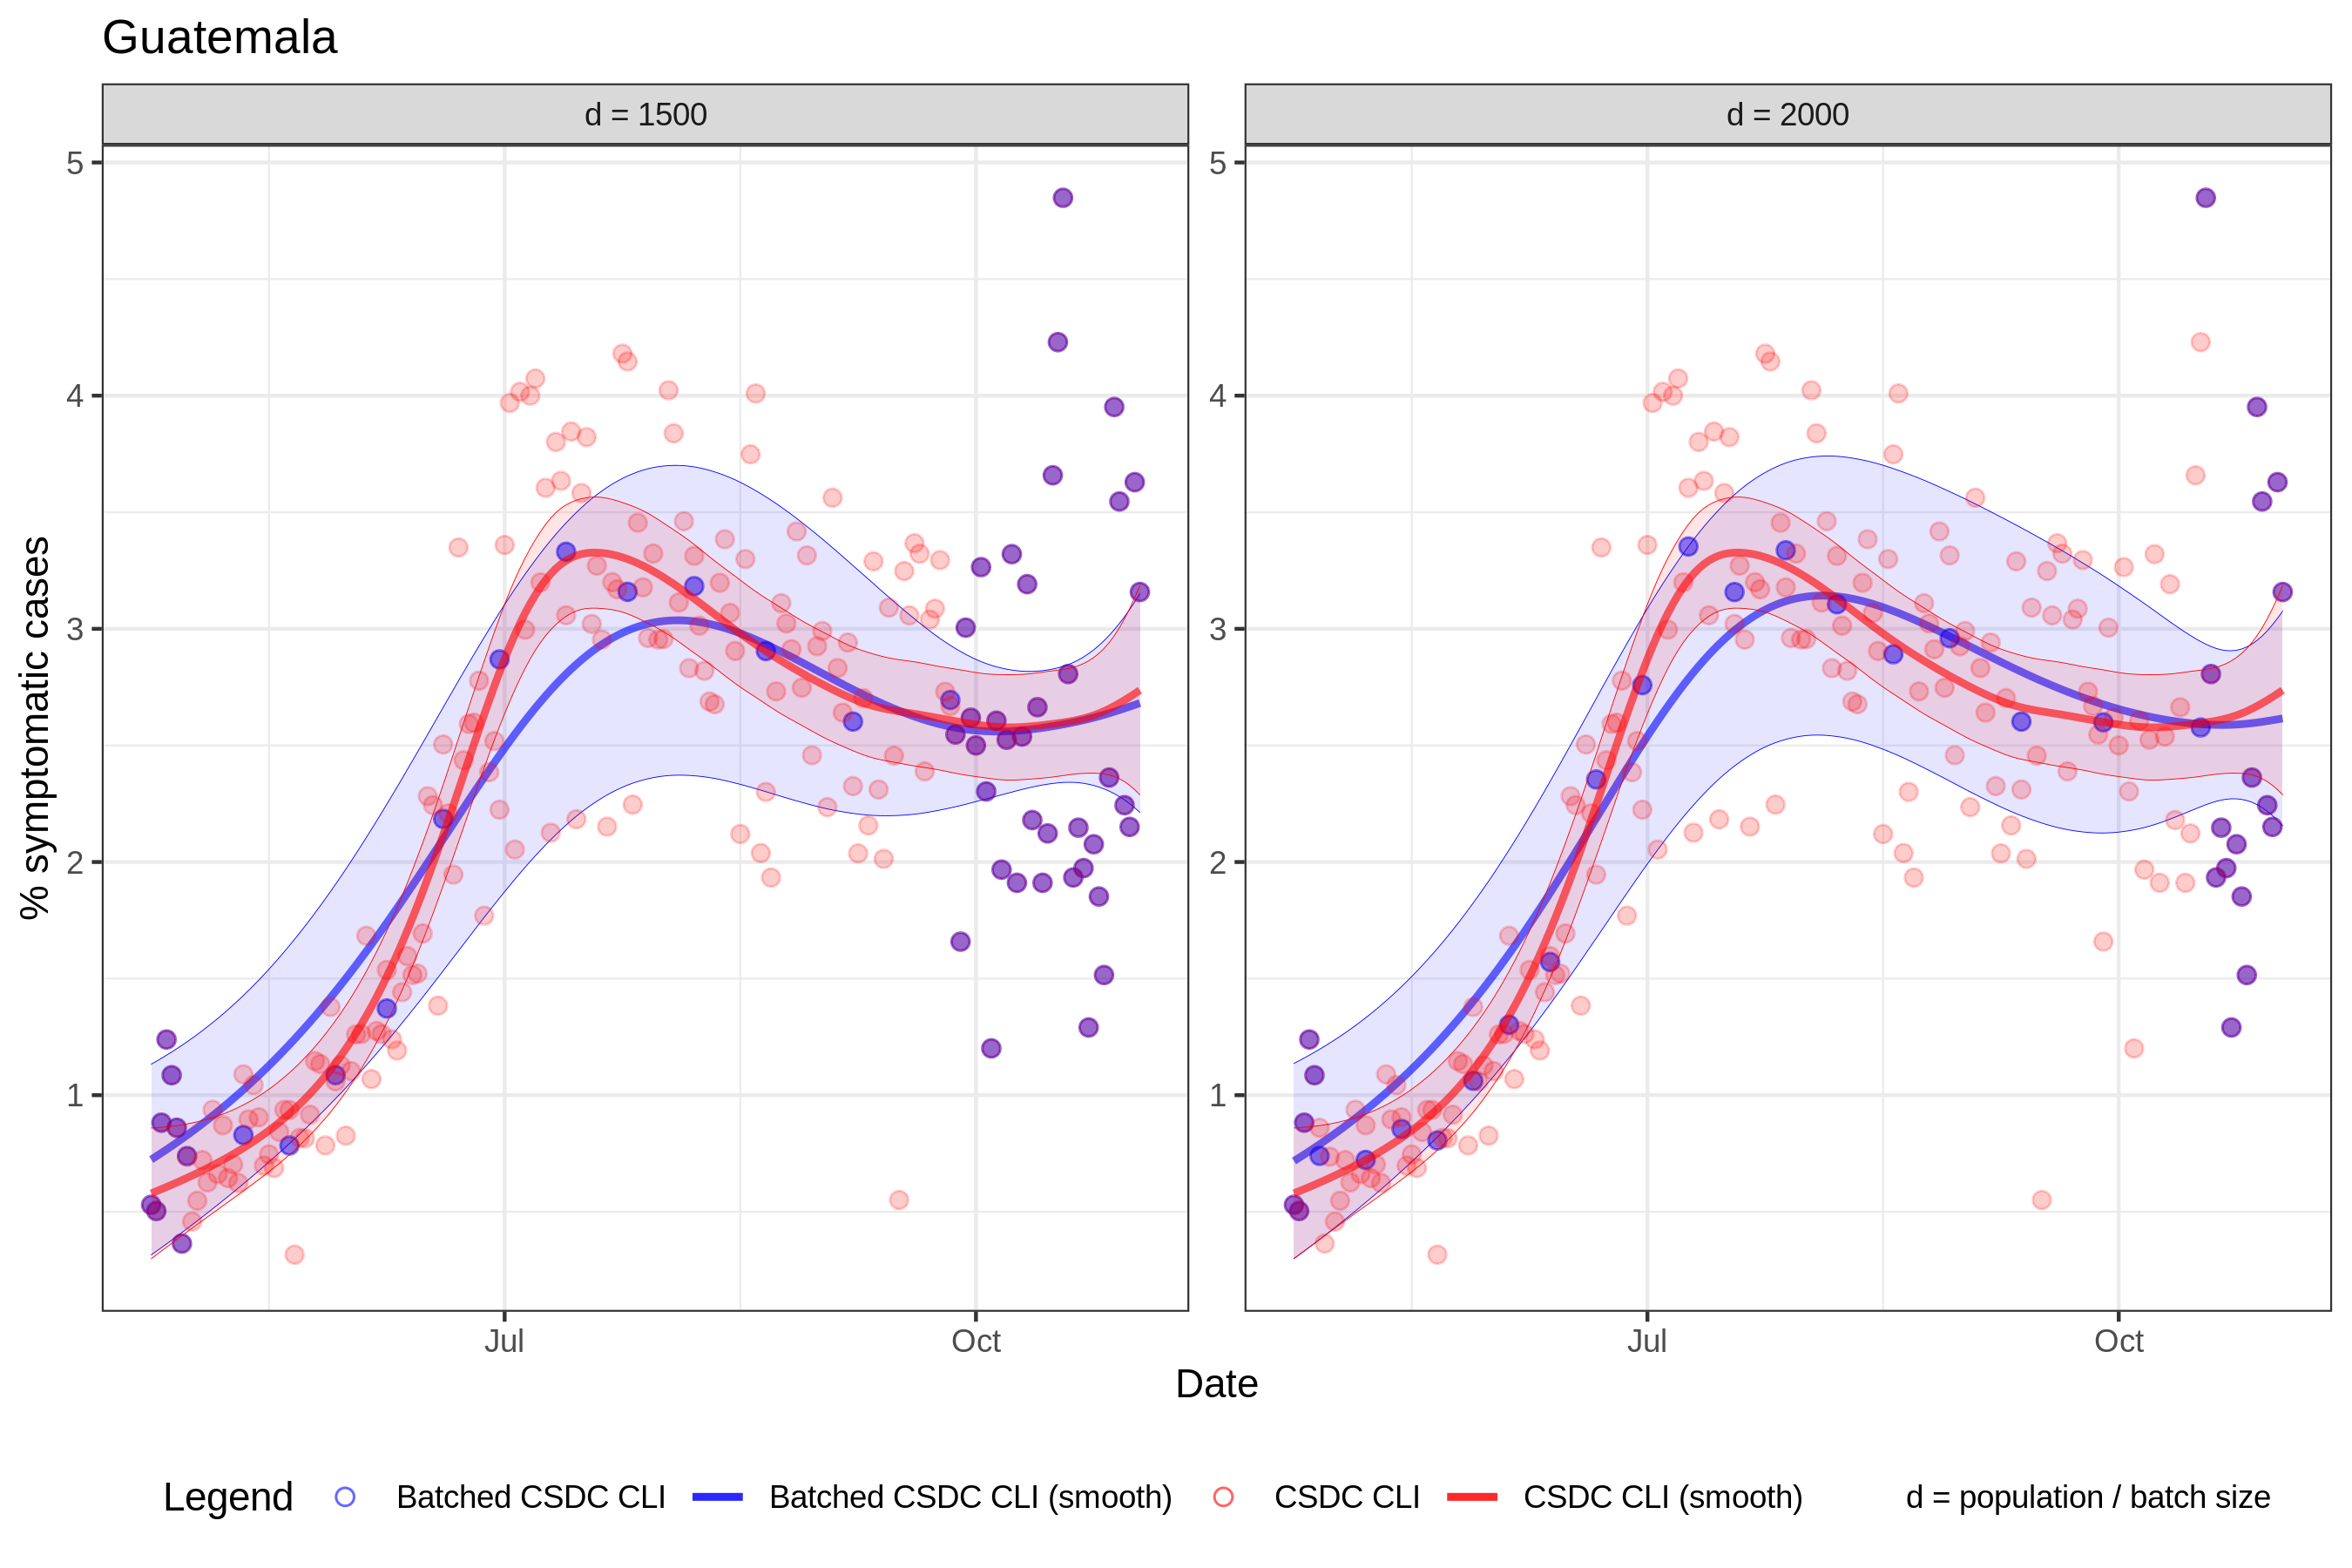 Guatemala
d = 1500
d = 2000
5
4
3
2
1
5
4
3
2
1
% symptomatic cases
Jul
Oct
Jul
Oct
Date
Legend
Batched CSDC CLI
Batched CSDC CLI (smooth)
CSDC CLI
CSDC CLI (smooth)
d = population / batch size